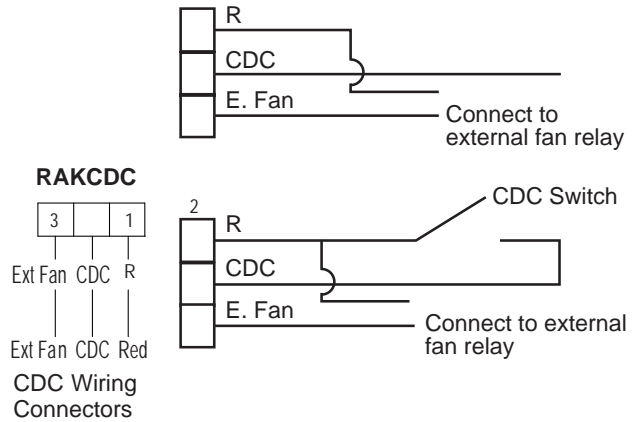 R
CDC
E. Fan
Connect to
external fan relay
RAKCDC
3 1
Ext Fan CDC R
Ext Fan CDC Red
CDC Wiring
Connectors
2
R
CDC Switch
CDC
E. Fan
Connect to external
fan relay